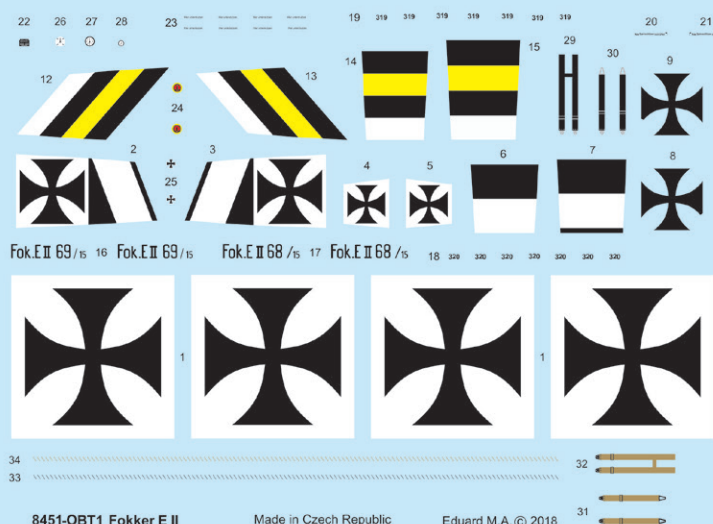 22 26 27 28 23 19 319 319 319 319 319 319 319 20 21
12 13 24 14 15 29 30 9
2 3 25 4 5 6 7 8
Fok.E II 69/15 16 Fok.E II 69/15 Fok.E II 68/15 17 Fok.E II 68/15 18 320 320 320 320 320 320 320
1 1
34
33
32
31
8451-OBT1 Fokker E II Made in Czech Republic Eduard M.A. © 2018